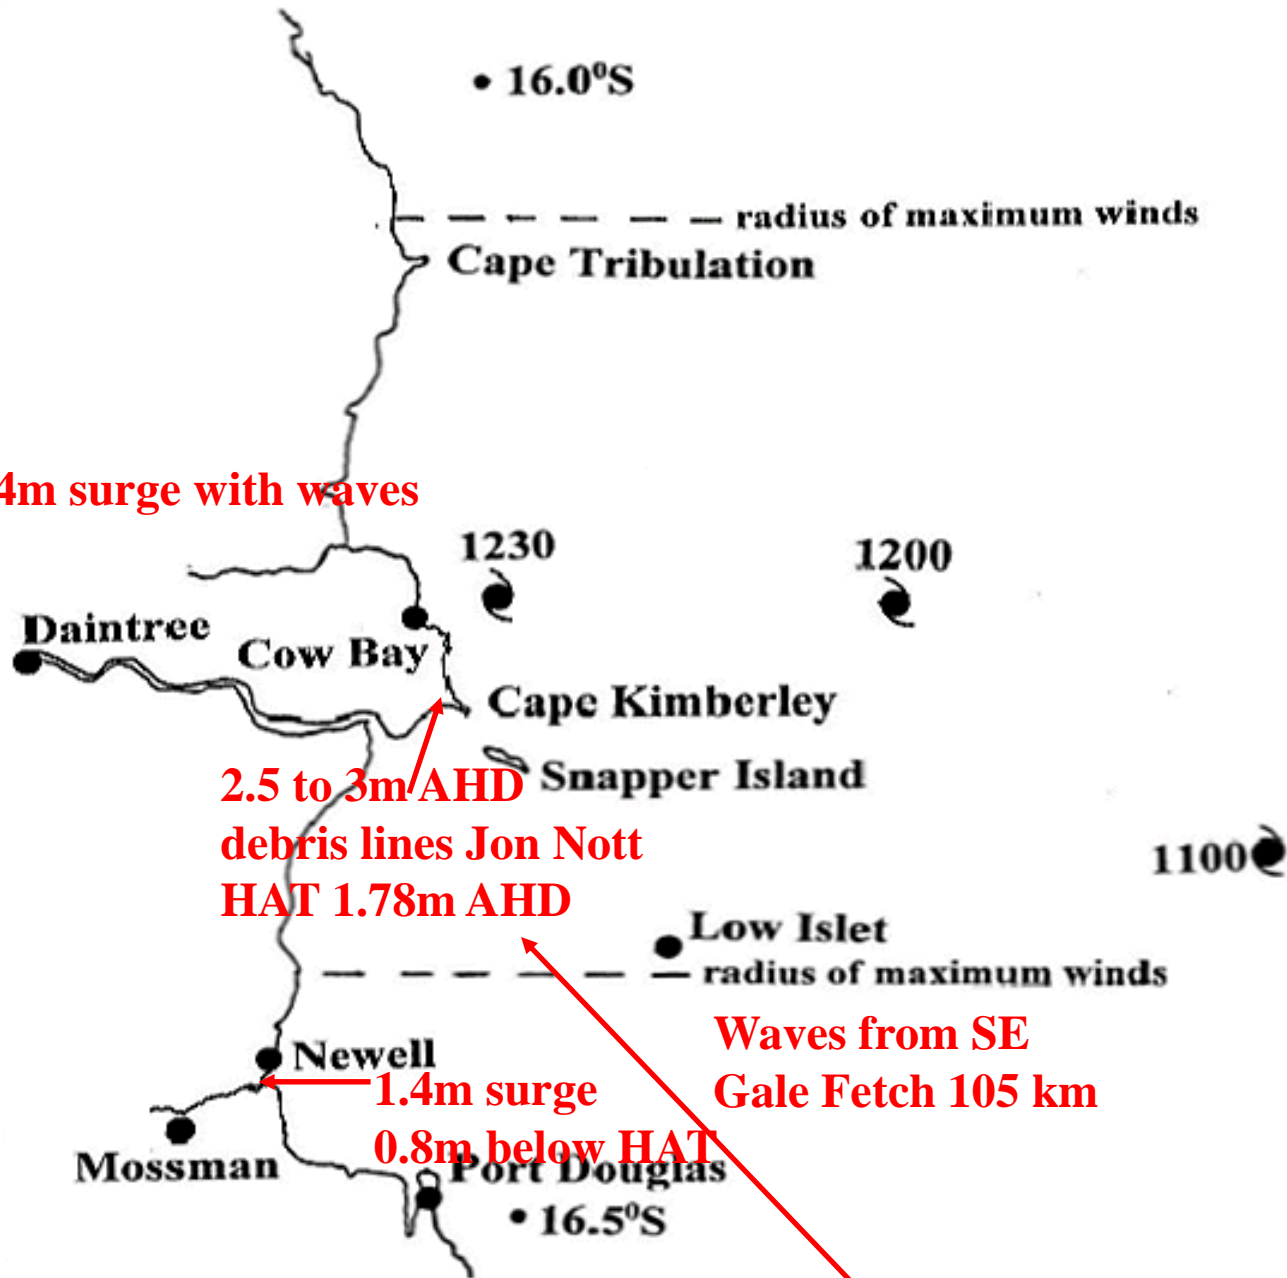 16.0⁰S
radius of maximum winds
Cape Tribulation
4m surge with waves
1230
1200
Daintree
Cow Bay
Cape Kimberley
2.5 to 3m AHD
Snapper Island
debris lines Jon Nott
1100
HAT 1.78m AHD
Low Islet
radius of maximum winds
Waves from SE
Newell
1.4m surge
Gale Fetch 105 km
0.8m below HAT
Mossman
Port Douglas
16.5⁰S